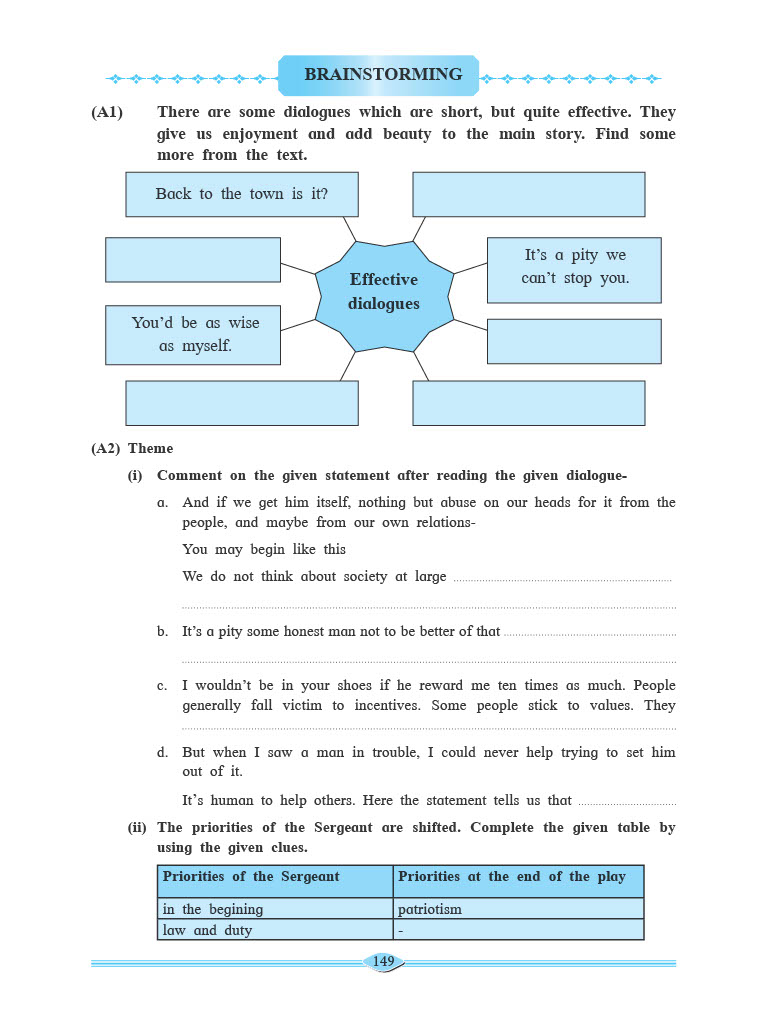 BRAINSTORMING
(A1) There are some dialogues which are short, but quite effective. They
give us enjoyment and add beauty to the main story. Find some
more from the text.
Back to the town is it?
It's a pity we
can't stop you.
Effective
dialogues
You'd be as wise
as myself.
(A2) Theme
(i) Comment on the given statement after reading the given dialogue-
a. And if we get him itself, nothing but abuse on our heads for it from the
people, and maybe from our own relations-
You may begin like this
We do not think about society at large
b. It's a pity some honest man not to be better of that
c. I wouldn't be in your shoes if he reward me ten times as much. People
generally fall victim to incentives. Some people stick to values. They
d. But when I saw a man in trouble, I could never help trying to set him
out of it.
It's human to help others. Here the statement tells us that
(ii) The priorities of the Sergeant are shifted. Complete the given table by
using the given clues.
Priorities of the Sergeant Priorities at the end of the play
in the begining patriotism
law and duty -
149